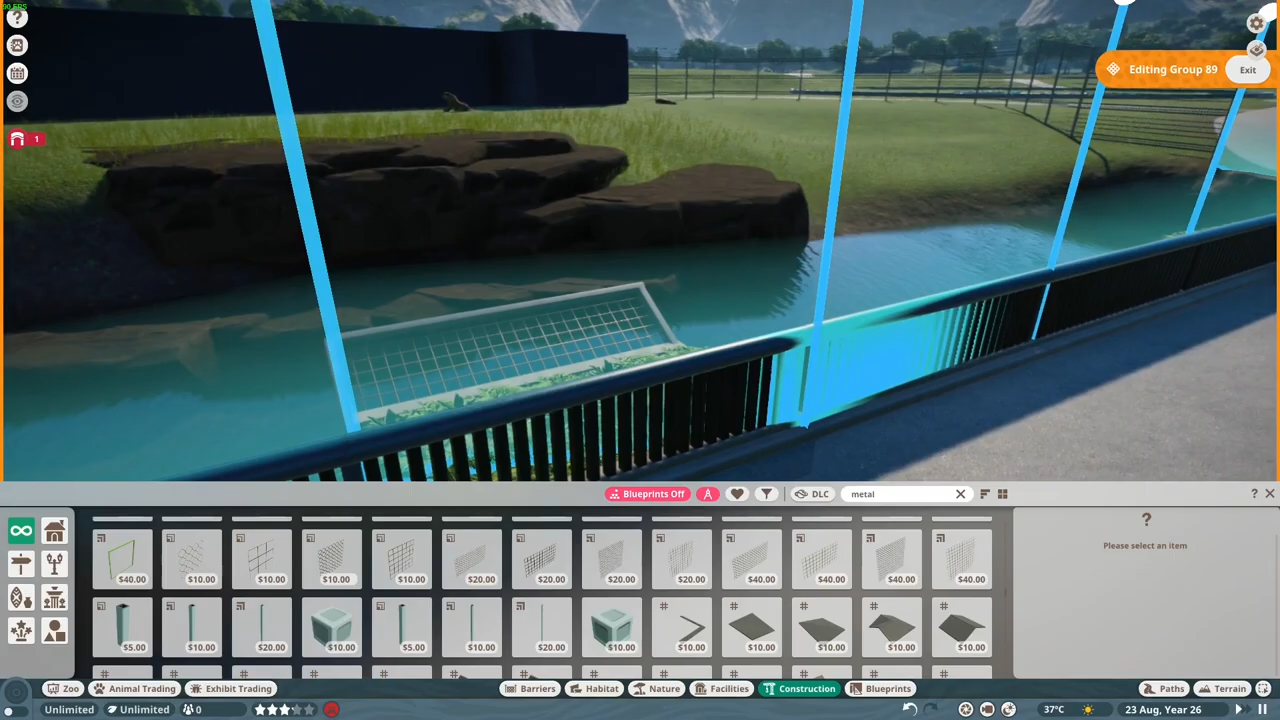 90 FPS
Editing Group 89
Exit
1
Blueprints Off
DLC
metal
$40.00
$10.00
$10.00
$10.00
$10.00
$20.00
$20.00
$20.00
$20.00
$40.00
$40.00
$40.00
$40.00
?
Please select an item
$5.00
$10.00
$20.00
$10.00
$5.00
$10.00
$20.00
$10.00
$10.00
$10.00
$10.00
$10.00
$10.00
Zoo
Animal Trading
Exhibit Trading
Barriers
Habitat
Nature
Facilities
Construction
Blueprints
Paths
Terrain
Unlimited
Unlimited
0
37°C
23 Aug, Year 26